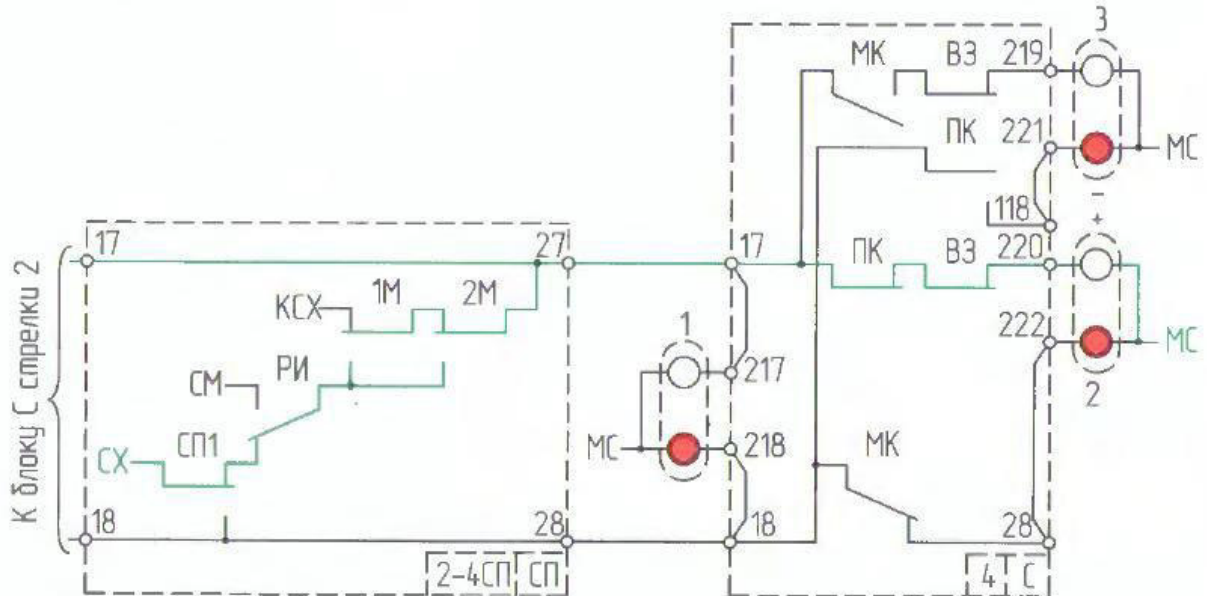 К блоку С стрелки 2
17
27
КСХ
1М
2М
СМ
РИ
СХ
СП1
18
28
2-4СП СП
1
МС
217
218
17
18
МК
ВЗ
219
3
ПК
221
МС
118
-
+
ПК
ВЗ
220
222
МС
2
МК
28
4 С